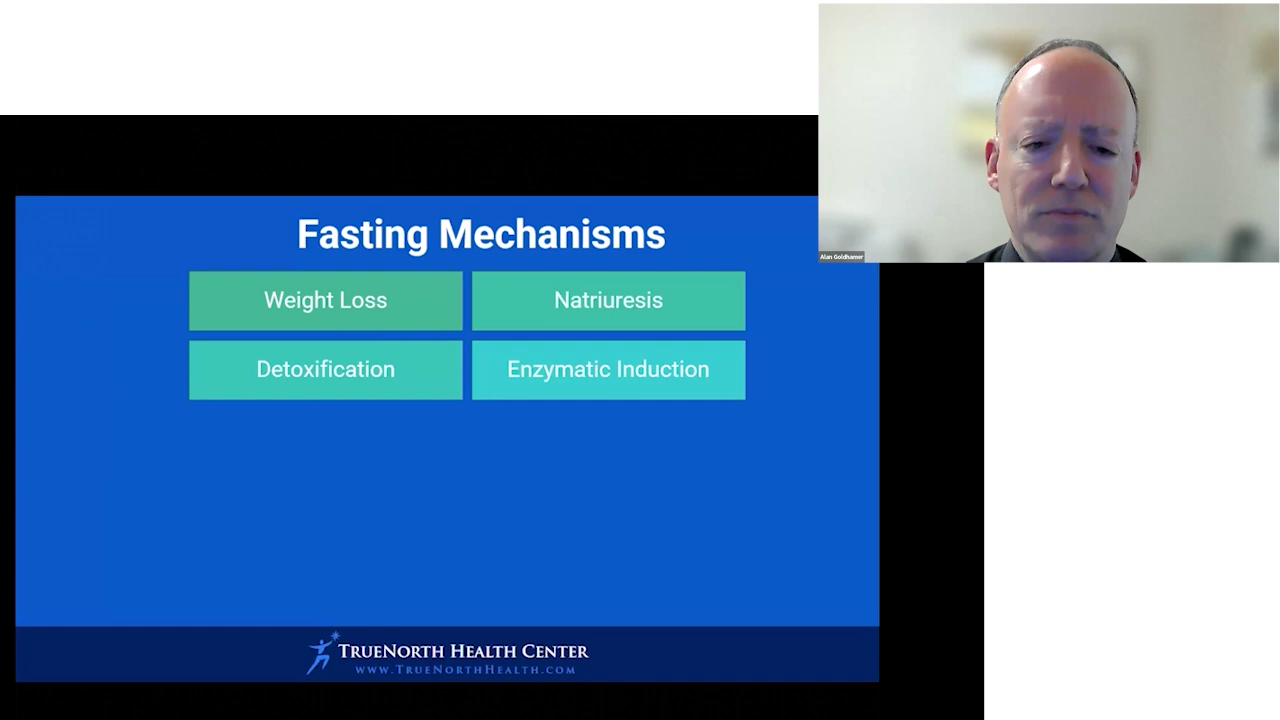 Alan Goldhamer
Fasting Mechanisms
Weight Loss
Natriuresis
Detoxification
Enzymatic Induction
TRUENORTH HEALTH CENTER
WWW.TRUENORTHHEALTH.COM